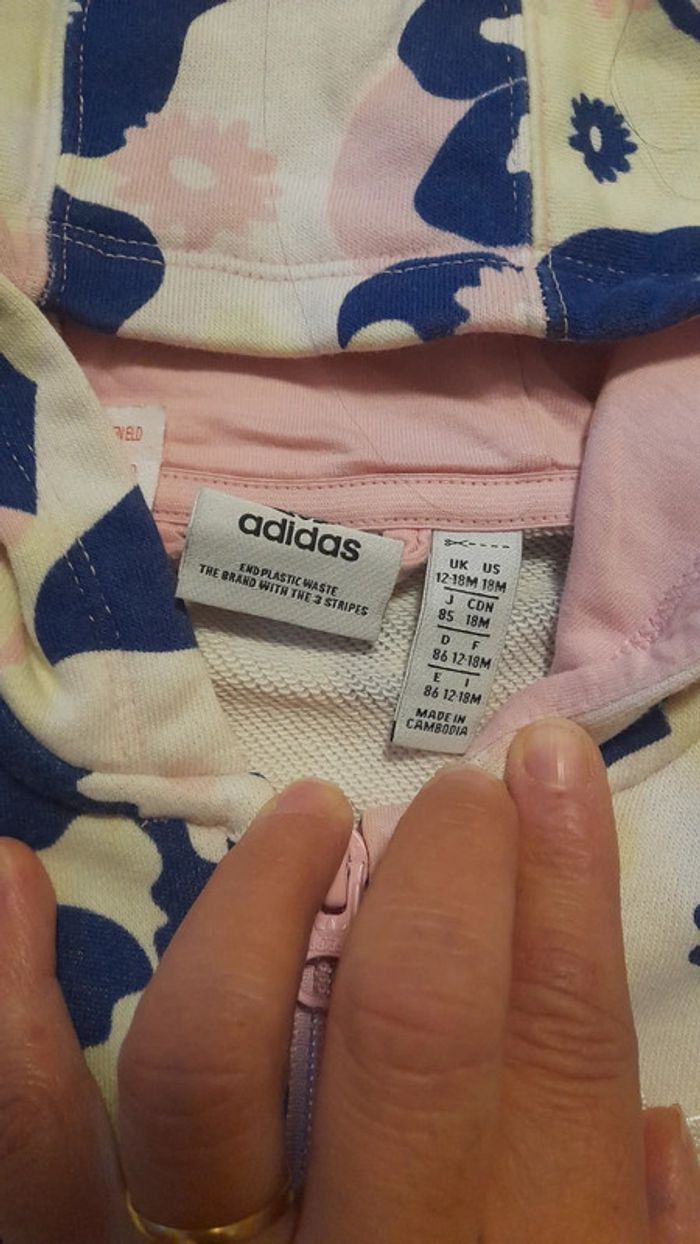 adidas
END PLASTIC WASTE
THE BRAND WITH THE 3 STRIPES
UK US
12-18M 18M
J CDN
85 18M
D F
86 12-18M
E I
86 12-18M
MADE IN
CAMBODIA